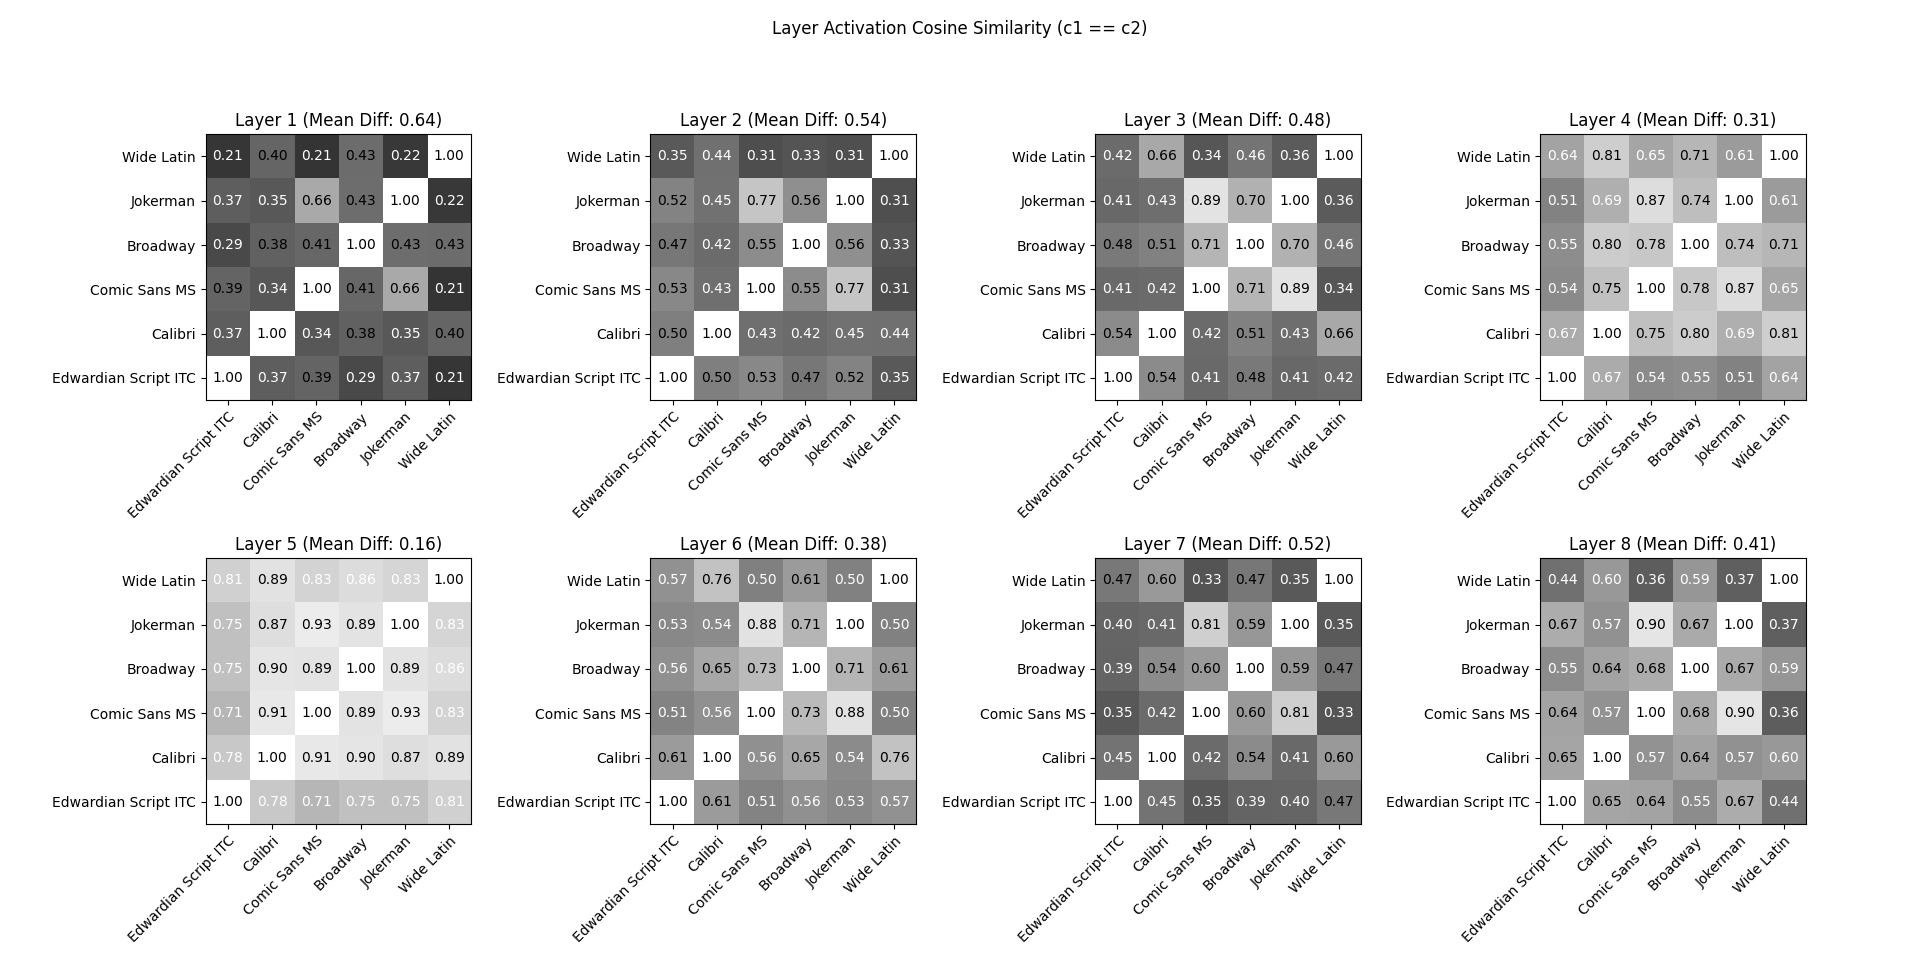 Layer Activation Cosine Similarity (c1 == c2)
Layer 1 (Mean Diff: 0.64)
Wide Latin 0.21 0.40 0.21 0.43 0.22 1.00
Jokerman 0.37 0.35 0.66 0.43 1.00 0.22
Broadway 0.29 0.38 0.41 1.00 0.43 0.43
Comic Sans MS 0.39 0.34 1.00 0.41 0.66 0.21
Calibri 0.37 1.00 0.34 0.38 0.35 0.40
Edwardian Script ITC 1.00 0.37 0.39 0.29 0.37 0.21
Edwardian Script ITC Calibri Comic Sans MS Broadway Jokerman Wide Latin
Layer 2 (Mean Diff: 0.54)
Wide Latin 0.35 0.44 0.31 0.33 0.31 1.00
Jokerman 0.52 0.45 0.77 0.56 1.00 0.31
Broadway 0.47 0.42 0.55 1.00 0.56 0.33
Comic Sans MS 0.53 0.43 1.00 0.55 0.77 0.31
Calibri 0.50 1.00 0.43 0.42 0.45 0.44
Edwardian Script ITC 1.00 0.50 0.53 0.47 0.52 0.35
Edwardian Script ITC Calibri Comic Sans MS Broadway Jokerman Wide Latin
Layer 3 (Mean Diff: 0.48)
Wide Latin 0.42 0.66 0.34 0.46 0.36 1.00
Jokerman 0.41 0.43 0.89 0.70 1.00 0.36
Broadway 0.48 0.51 0.71 1.00 0.70 0.46
Comic Sans MS 0.41 0.42 1.00 0.71 0.89 0.34
Calibri 0.54 1.00 0.42 0.51 0.43 0.66
Edwardian Script ITC 1.00 0.54 0.41 0.48 0.41 0.42
Edwardian Script ITC Calibri Comic Sans MS Broadway Jokerman Wide Latin
Layer 4 (Mean Diff: 0.31)
Wide Latin 0.64 0.81 0.65 0.71 0.61 1.00
Jokerman 0.51 0.69 0.87 0.74 1.00 0.61
Broadway 0.55 0.80 0.78 1.00 0.74 0.71
Comic Sans MS 0.54 0.75 1.00 0.78 0.87 0.65
Calibri 0.67 1.00 0.75 0.80 0.69 0.81
Edwardian Script ITC 1.00 0.67 0.54 0.55 0.51 0.64
Edwardian Script ITC Calibri Comic Sans MS Broadway Jokerman Wide Latin
Layer 5 (Mean Diff: 0.16)
Wide Latin 0.81 0.89 0.83 0.86 0.83 1.00
Jokerman 0.75 0.87 0.93 0.89 1.00 0.83
Broadway 0.75 0.90 0.89 1.00 0.89 0.86
Comic Sans MS 0.71 0.91 1.00 0.89 0.93 0.83
Calibri 0.78 1.00 0.91 0.90 0.87 0.89
Edwardian Script ITC 1.00 0.78 0.71 0.75 0.75 0.81
Edwardian Script ITC Calibri Comic Sans MS Broadway Jokerman Wide Latin
Layer 6 (Mean Diff: 0.38)
Wide Latin 0.57 0.76 0.50 0.61 0.50 1.00
Jokerman 0.53 0.54 0.88 0.71 1.00 0.50
Broadway 0.56 0.65 0.73 1.00 0.71 0.61
Comic Sans MS 0.51 0.56 1.00 0.73 0.88 0.50
Calibri 0.61 1.00 0.56 0.65 0.54 0.76
Edwardian Script ITC 1.00 0.61 0.51 0.56 0.53 0.57
Edwardian Script ITC Calibri Comic Sans MS Broadway Jokerman Wide Latin
Layer 7 (Mean Diff: 0.52)
Wide Latin 0.47 0.60 0.33 0.47 0.35 1.00
Jokerman 0.40 0.41 0.81 0.59 1.00 0.35
Broadway 0.39 0.54 0.60 1.00 0.59 0.47
Comic Sans MS 0.35 0.42 1.00 0.60 0.81 0.33
Calibri 0.45 1.00 0.42 0.54 0.41 0.60
Edwardian Script ITC 1.00 0.45 0.35 0.39 0.40 0.47
Edwardian Script ITC Calibri Comic Sans MS Broadway Jokerman Wide Latin
Layer 8 (Mean Diff: 0.41)
Wide Latin 0.44 0.60 0.36 0.59 0.37 1.00
Jokerman 0.67 0.57 0.90 0.67 1.00 0.37
Broadway 0.55 0.64 0.68 1.00 0.67 0.59
Comic Sans MS 0.64 0.57 1.00 0.68 0.90 0.36
Calibri 0.65 1.00 0.57 0.64 0.57 0.60
Edwardian Script ITC 1.00 0.65 0.64 0.55 0.67 0.44
Edwardian Script ITC Calibri Comic Sans MS Broadway Jokerman Wide Latin